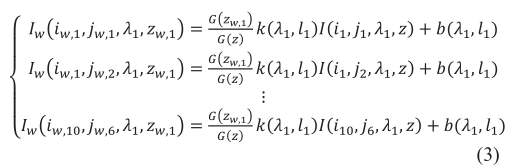 I_w(i_{w,1}, j_{w,1}, λ_1, z_{w,1}) = \frac{G(z_{w,1})}{G(z)} k(λ_1, l_1)I(i_1, j_1, λ_1, z) + b(λ_1, l_1)
I_w(i_{w,1}, j_{w,2}, λ_1, z_{w,1}) = \frac{G(z_{w,1})}{G(z)} k(λ_1, l_1)I(i_1, j_2, λ_1, z) + b(λ_1, l_1)
⋮
I_w(i_{w,10}, j_{w,6}, λ_1, z_{w,1}) = \frac{G(z_{w,1})}{G(z)} k(λ_1, l_1)I(i_{10}, j_6, λ_1, z) + b(λ_1, l_1)
(3)